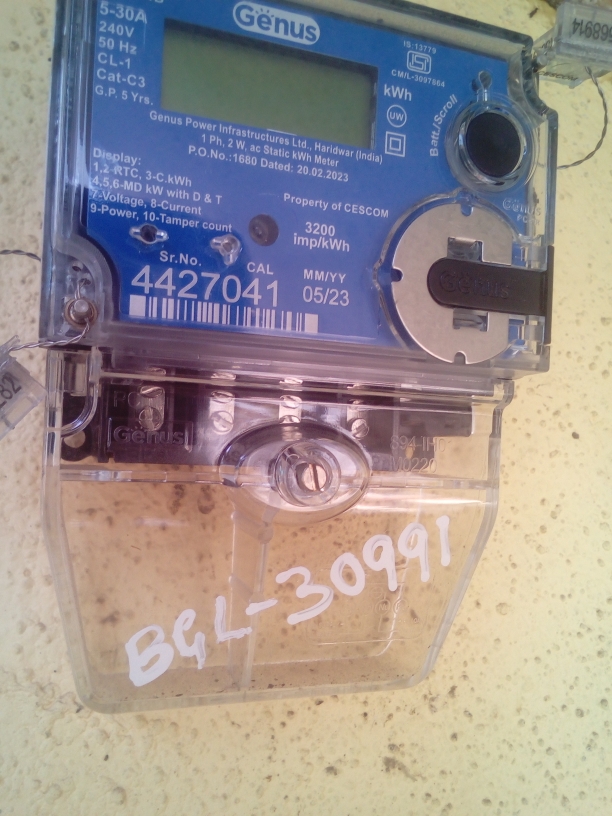 5-30A
240V
50 Hz
CL-1
Cat-C3
G.P. 5 Yrs.
Genus
IS:13779
ISI
CM/L-3097864
kWh
UW
Batt./Scroll
Genus Power Infrastructures Ltd., Haridwar (India)
1 Ph, 2 W, ac Static kWh Meter
P.O.No.:1680 Dated: 20.02.2023
Display:
1,2-RTC, 3-C.kWh
4,5,6-MD kW with D & T
7-Voltage, 8-Current
9-Power, 10-Tamper count
Property of CESCOM
3200
imp/kWh
Sr.No.
4427041
CAL
MM/YY
05/23
Genus
Genus
Genus
BGL-30991